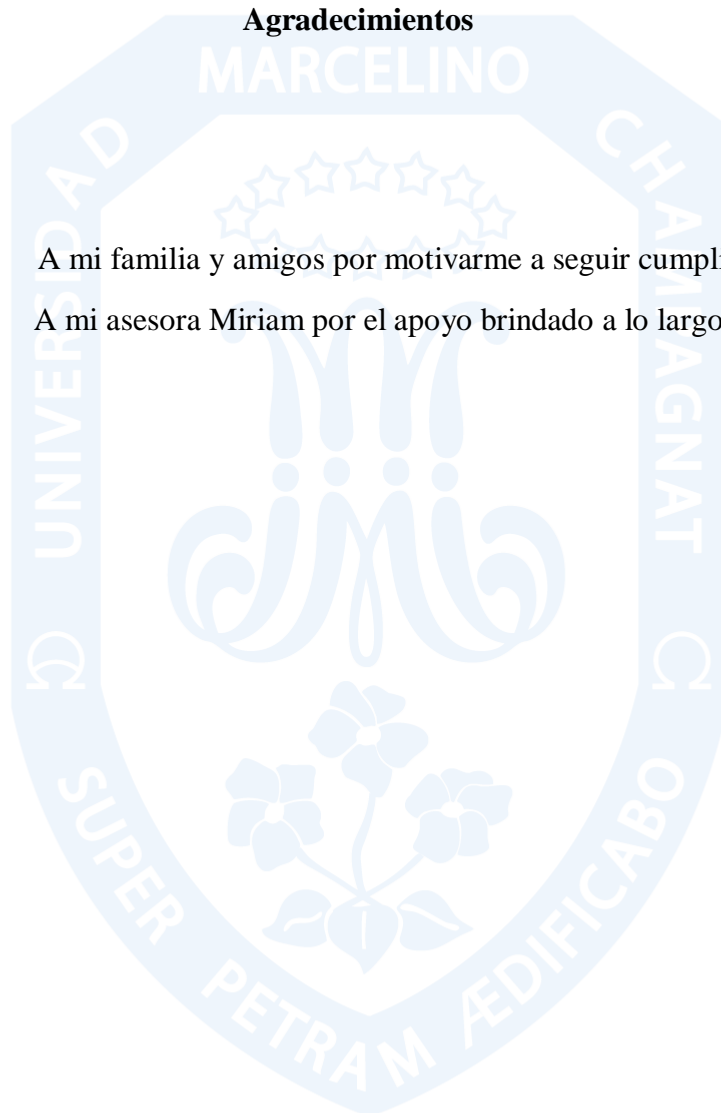 Agradecimientos
MARCELINO
UNIVERSIDAD
CHAMPAGNAT
A mi familia y amigos por motivarme a seguir
A mi asesora Miriam por el apoyo brindado a lo largo
SUPER PETRAM ÆDIFICABO